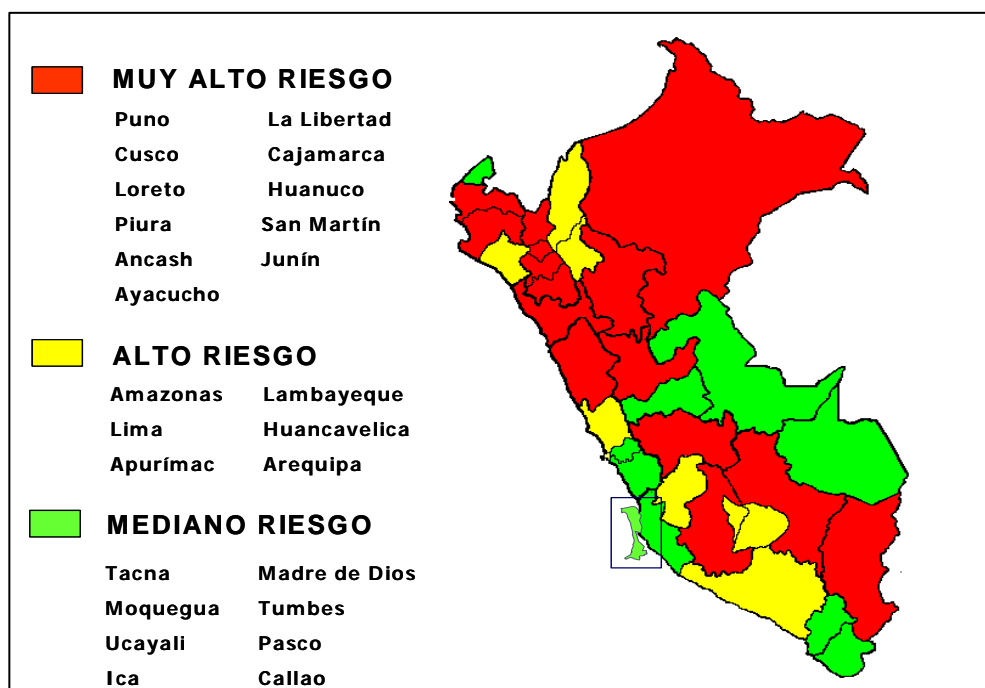 MUY ALTO RIESGO
Puno La Libertad
Cusco Cajamarca
Loreto Huanuco
Piura San Martín
Ancash Junín
Ayacucho
ALTO RIESGO
Amazonas Lambayeque
Lima Huancavelica
Apurímac Arequipa
MEDIANO RIESGO
Tacna Madre de Dios
Moquegua Tumbes
Ucayali Pasco
Ica Callao